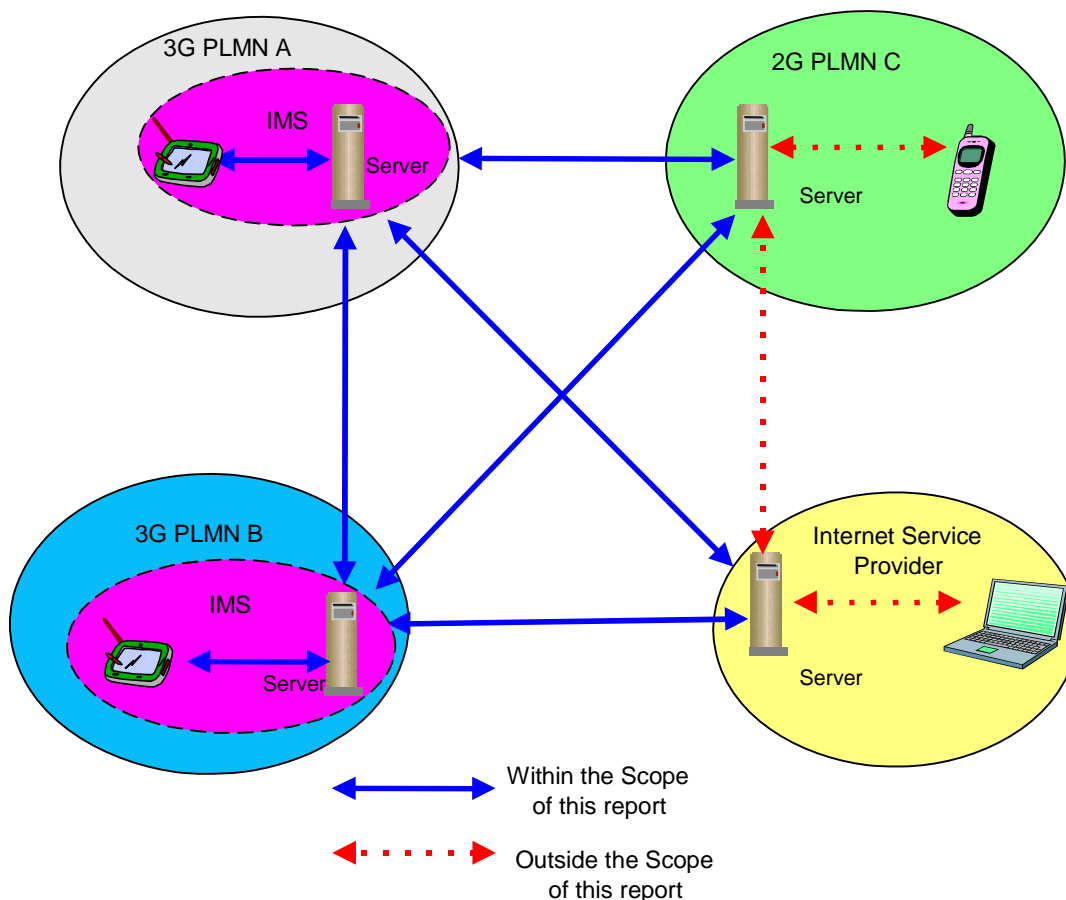 3G PLMN A
IMS
Server
2G PLMN C
Server
3G PLMN B
IMS
Server
Internet Service
Provider
Server
Within the Scope
of this report
Outside the Scope
of this report